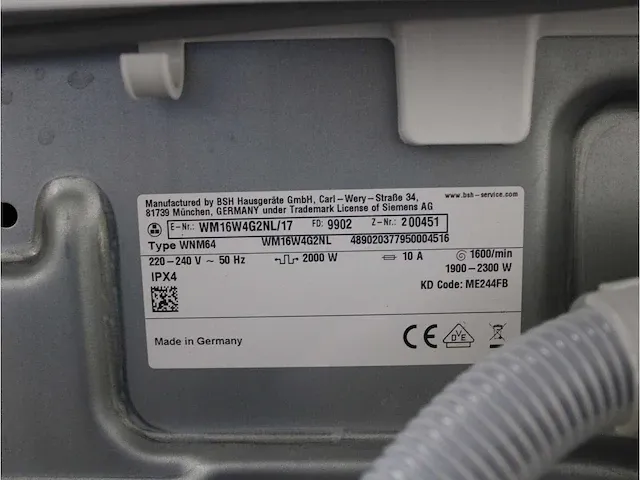 Manufactured by BSH Hausgeräte GmbH, Carl-Wery-Straße 34, www.bsh-service.com
81739 München, GERMANY under Trademark License of Siemens AG
E-Nr.: WM16W4G2NL/17 FD: 9902 Z-Nr.: 200451
Type WNM64 WM16W4G2NL 489020377950004516
220-240 V ~ 50 Hz 2000 W 10 A 1600/min
IPX4 1900-2300 W
KD Code: ME244FB
Made in Germany CE DVE